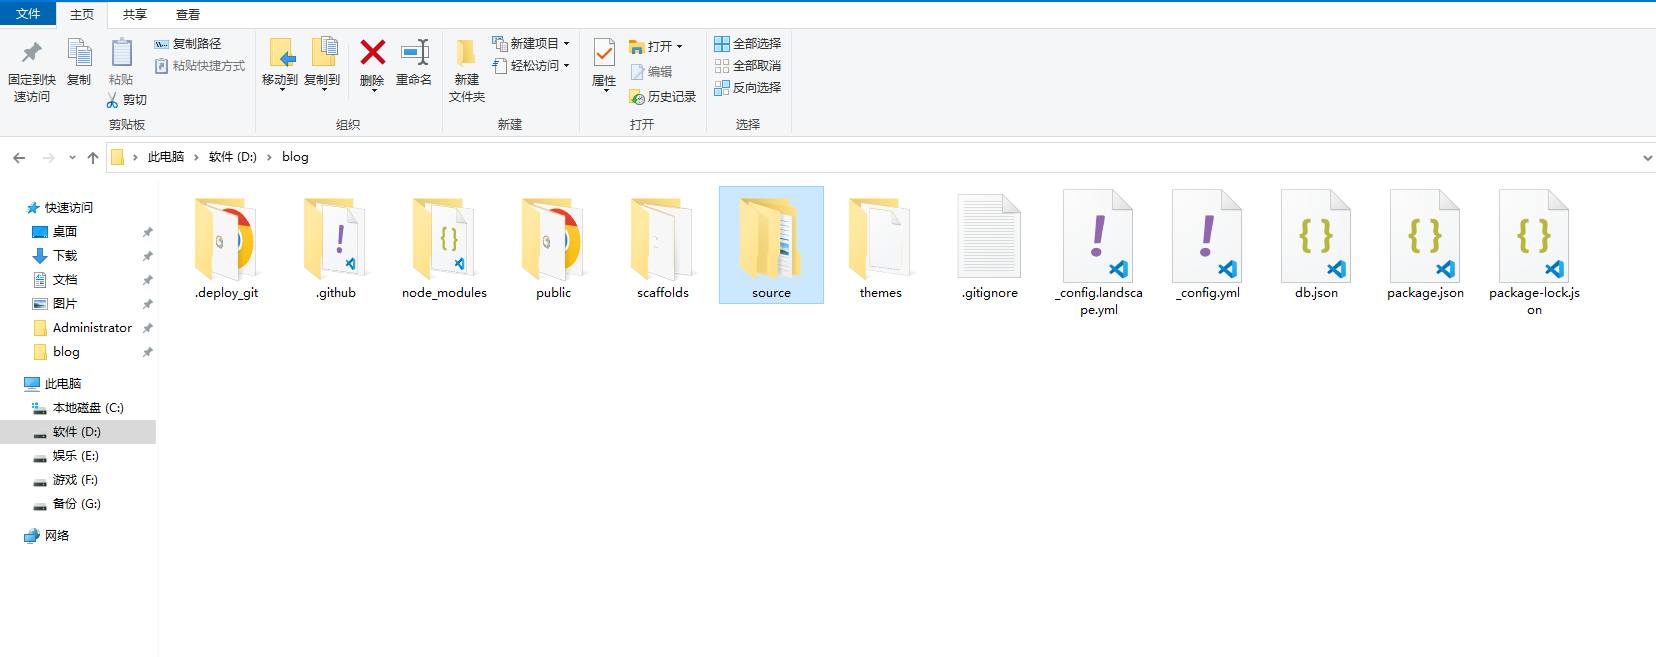 文件 主页 共享 查看
固定到快速访问
复制
粘贴
复制路径
粘贴快捷方式
剪切
剪贴板
移动到
复制到
删除
重命名
组织
新建文件夹
新建项目
轻松访问
新建
属性
打开
编辑
历史记录
打开
全部选择
全部取消
反向选择
选择
此电脑 软件 (D:) blog
快速访问
桌面
下载
文档
图片
Administrator
blog
此电脑
本地磁盘 (C:)
软件 (D:)
娱乐 (E:)
游戏 (F:)
备份 (G:)
网络
.deploy_git
.github
node_modules
public
scaffolds
source
themes
.gitignore
_config.landsca
pe.yml
_config.yml
db.json
package.json
package-lock.js
on